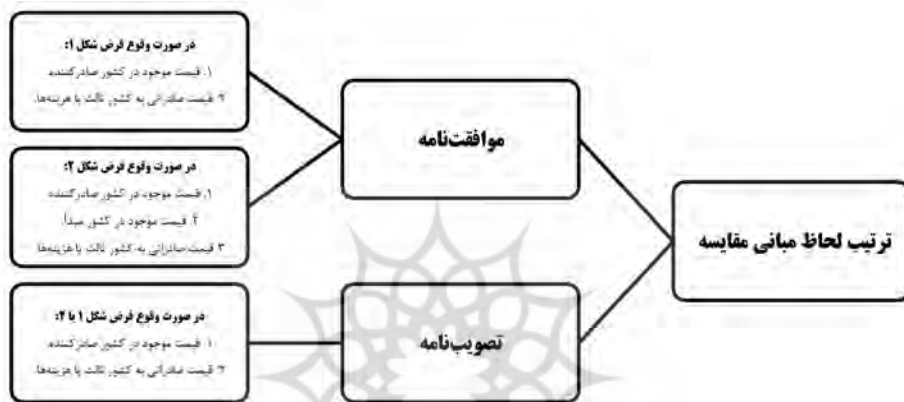 ترتیب لحاظ مبانی مقایسه
موافقت‌نامه
در صورت وقوع فرض شکل ۱:
۱. قیمت موجود در کشور صادرکننده
۲. قیمت صادراتی به کشور ثالث یا هزینه‌ها.
در صورت وقوع فرض شکل ۲:
۱. قیمت موجود در کشور صادرکننده
۲. قیمت موجود در کشور مبدأ.
۳. قیمت صادراتی به کشور ثالث یا هزینه‌ها
تصویب‌نامه
در صورت وقوع فرض شکل ۱ یا ۲:
۱. قیمت موجود در کشور صادرکننده.
۲. قیمت صادراتی به کشور ثالث یا هزینه‌ها.